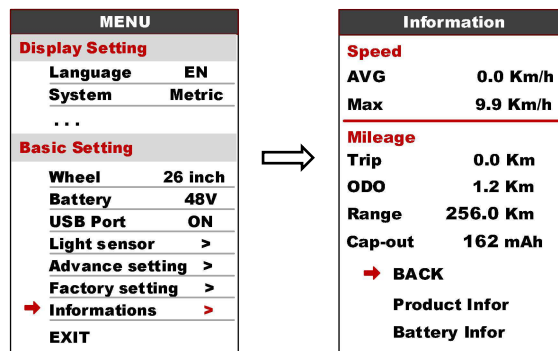 MENU
Display Setting
Language EN
System Metric
...
Basic Setting
Wheel 26 inch
Battery 48V
USB Port ON
Light sensor >
Advance setting >
Factory setting >
Informations >
EXIT
Information
Speed
AVG 0.0 Km/h
Max 9.9 Km/h
Mileage
Trip 0.0 Km
ODO 1.2 Km
Range 256.0 Km
Cap-out 162 mAh
BACK
Product Infor
Battery Infor